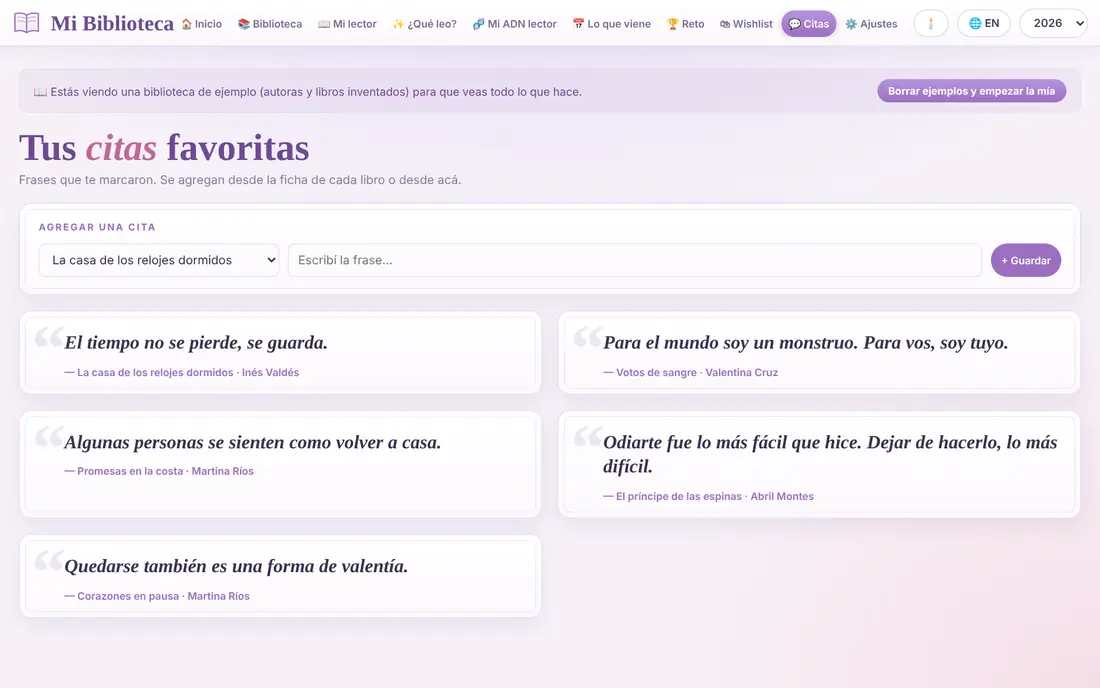 Mi Biblioteca 🏠 Inicio 📚 Biblioteca 📖 Mi lector ✨ ¿Qué leo? 🧬 Mi ADN lector 📅 Lo que viene 🏆 Reto 🛍 Wishlist 💬 Citas ⚙️ Ajustes 🌐 EN 2026
📖 Estás viendo una biblioteca de ejemplo (autoras y libros inventados) para que veas todo lo que hace. Borrar ejemplos y empezar la mía
Tus citas favoritas
Frases que te marcaron. Se agregan desde la ficha de cada libro o desde acá.
AGREGAR UNA CITA
La casa de los relojes dormidos Escribí la frase... + Guardar
“ El tiempo no se pierde, se guarda.
— La casa de los relojes dormidos · Inés Valdés
“ Para el mundo soy un monstruo. Para vos, soy tuyo.
— Votos de sangre · Valentina Cruz
“ Algunas personas se sienten como volver a casa.
— Promesas en la costa · Martina Ríos
“ Odiarte fue lo más fácil que hice. Dejar de hacerlo, lo más
difícil.
— El príncipe de las espinas · Abril Montes
“ Quedarse también es una forma de valentía.
— Corazones en pausa · Martina Ríos